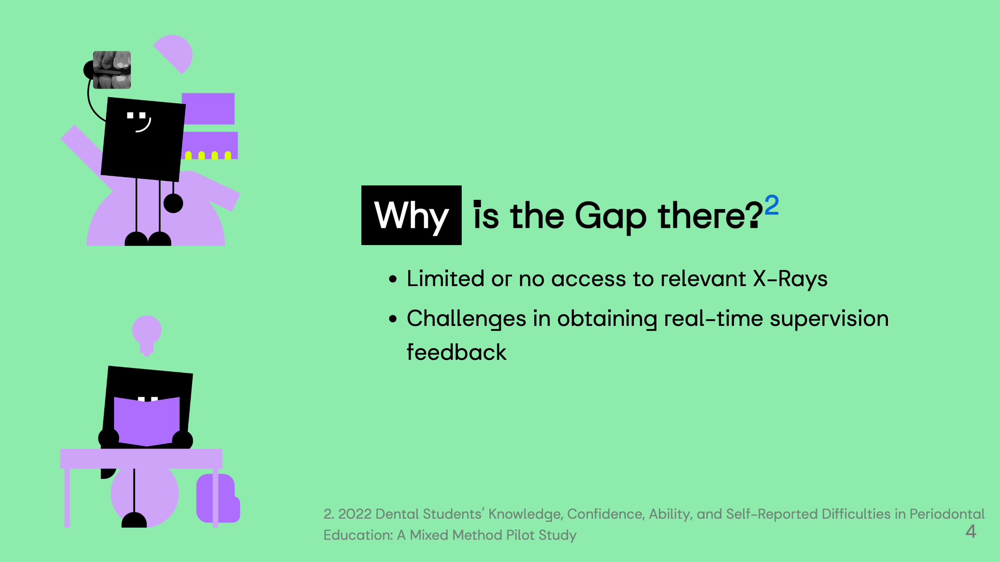 Why is the Gap there?2
• Limited or no access to relevant X-Rays
• Challenges in obtaining real-time supervision
feedback
2. 2022 Dental Students’ Knowledge, Confidence, Ability, and Self-Reported Difficulties in Periodontal
Education: A Mixed Method Pilot Study
4